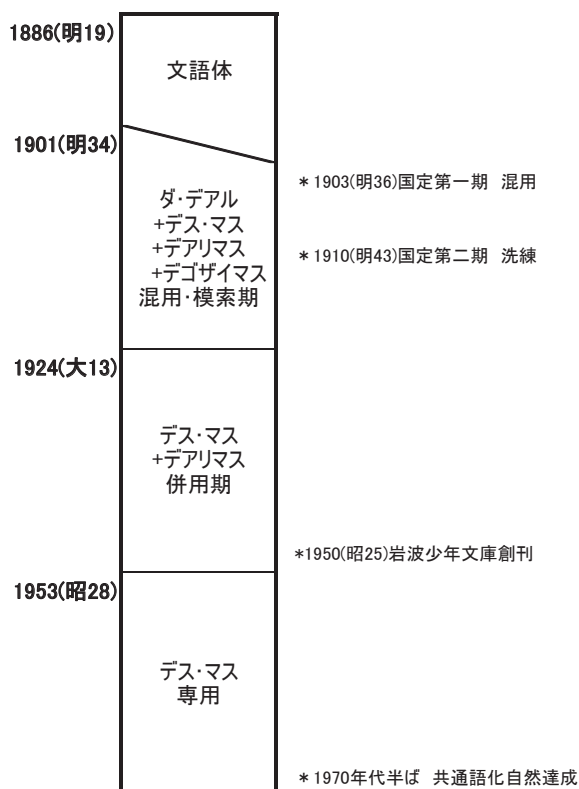 1886(明19)
文語体
1901(明34)
＊1903(明36)国定第一期 混用
ダ・デアル
+デス・マス
+デアリマス
+デゴザイマス
混用・模索期
＊1910(明43)国定第二期 洗練
1924(大13)
デス・マス
+デアリマス
併用期
*1950(昭25)岩波少年文庫創刊
1953(昭28)
デス・マス
専用
＊1970年代半ば 共通語化自然達成